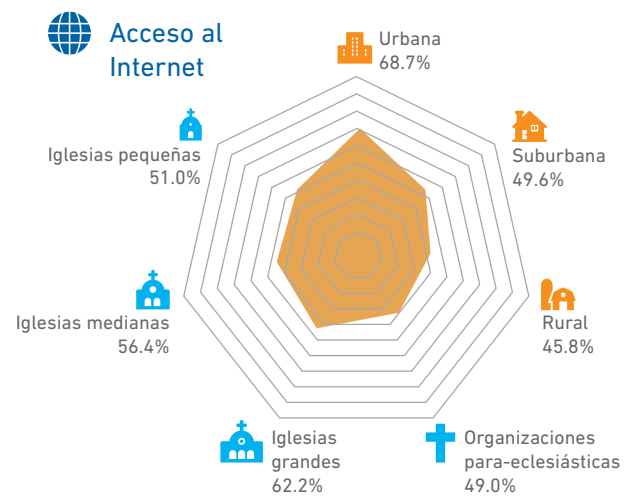 Acceso al
Internet
Urbana
68.7%
Suburbana
49.6%
Rural
45.8%
Organizaciones
para-eclesiásticas
49.0%
Iglesias
grandes
62.2%
Iglesias medianas
56.4%
Iglesias pequeñas
51.0%